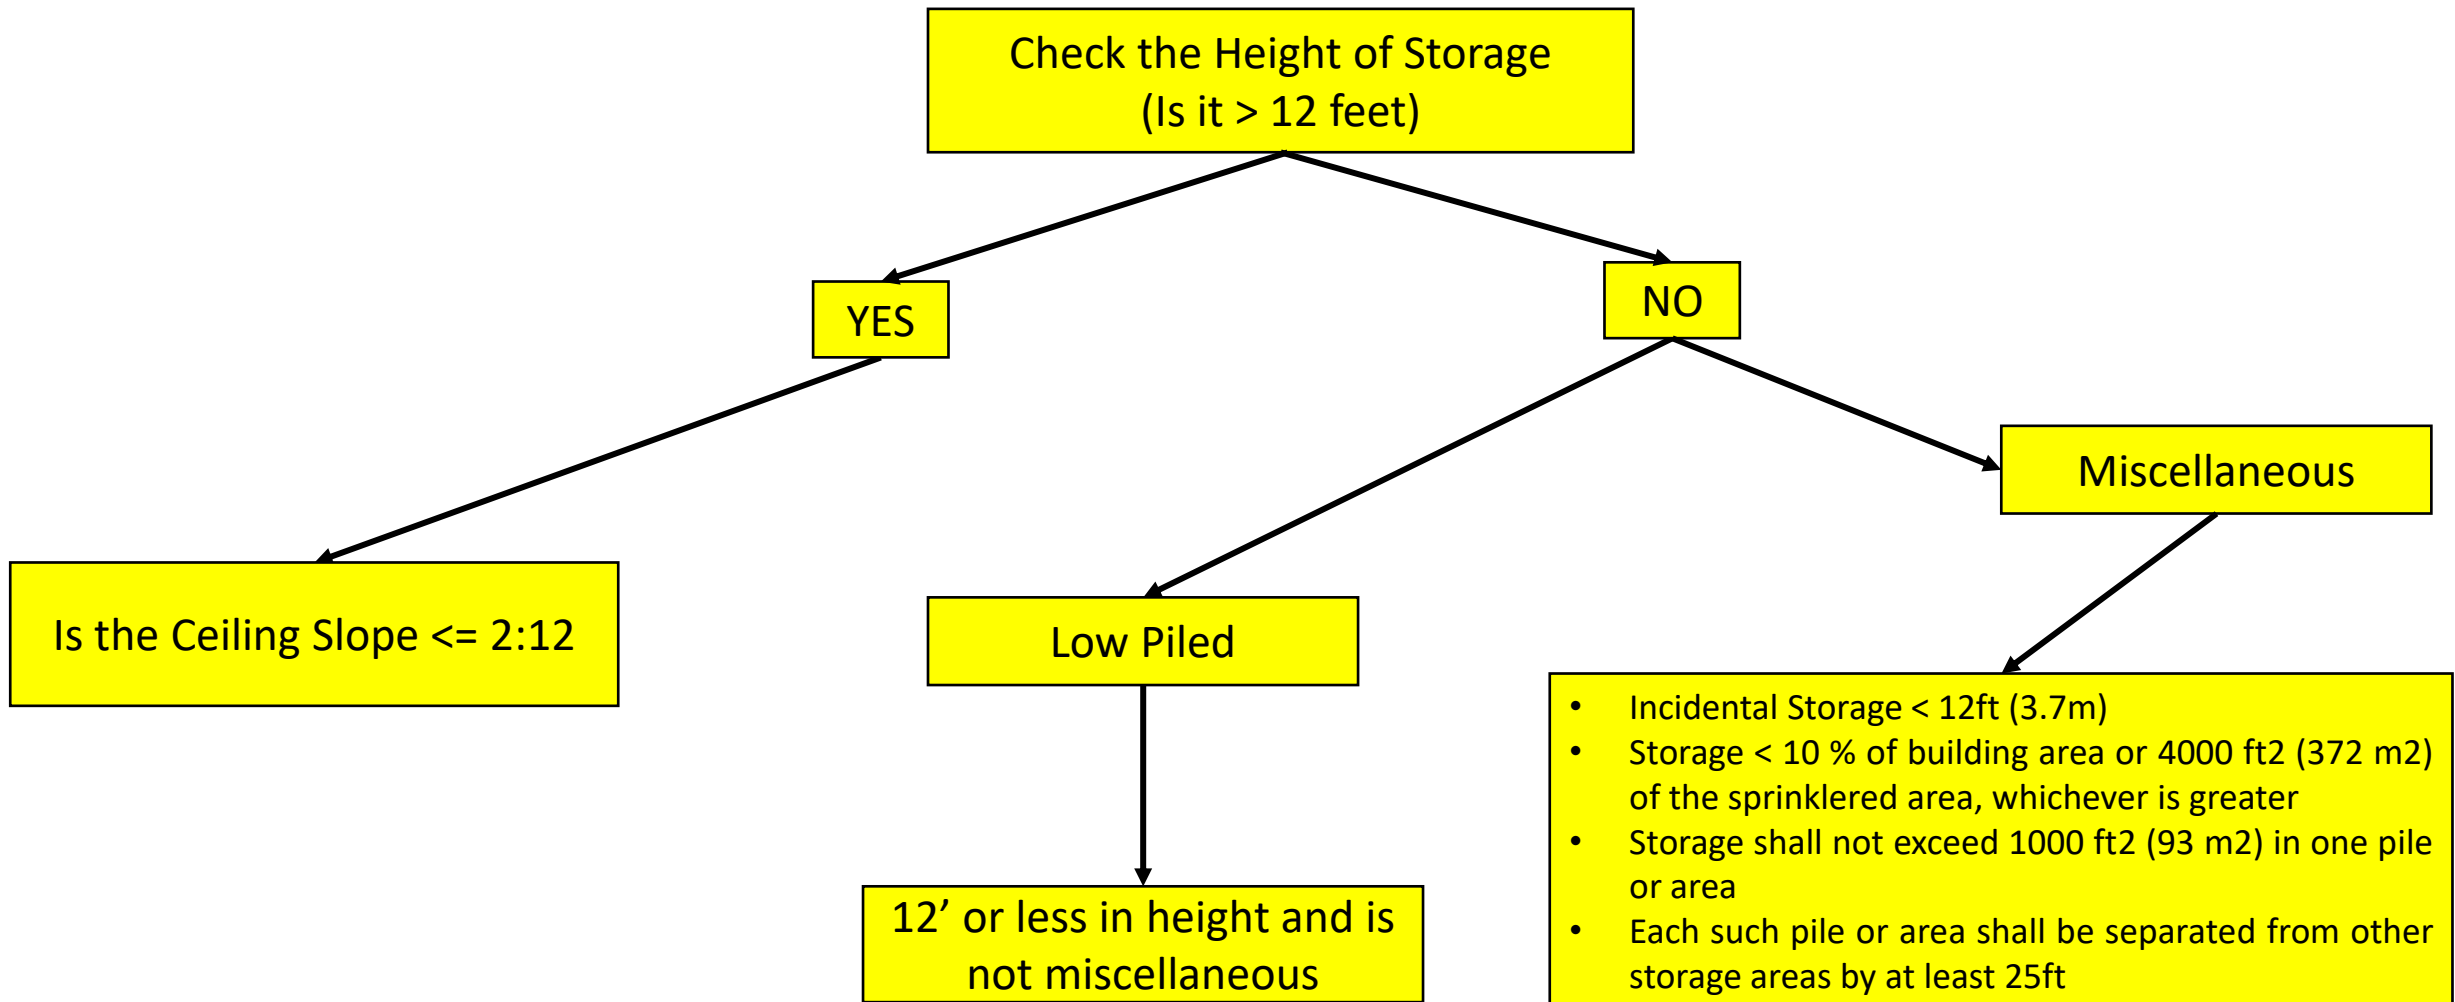 Check the Height of Storage
(Is it > 12 feet)
YES
NO
Miscellaneous
Is the Ceiling Slope <= 2:12
Low Piled
12’ or less in height and is
not miscellaneous
• Incidental Storage < 12ft (3.7m)
• Storage < 10 % of building area or 4000 ft2 (372 m2)
of the sprinklered area, whichever is greater
• Storage shall not exceed 1000 ft2 (93 m2) in one pile
or area
• Each such pile or area shall be separated from other
storage areas by at least 25ft